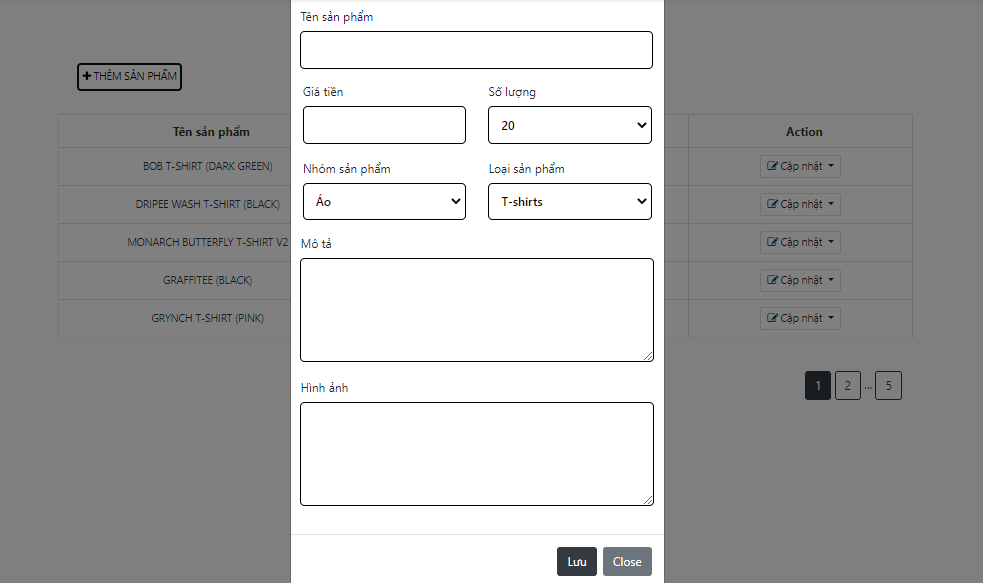 Tên sản phẩm
THÊM SẢN PHẨM
Giá tiền Số lượng
20
Tên sản phẩm Action
BOB T-SHIRT (DARK GREEN) Cập nhật
Nhóm sản phẩm Loại sản phẩm
Áo T-shirts
DRIPEE WASH T-SHIRT (BLACK) Cập nhật
MONARCH BUTTERFLY T-SHIRT V2 Cập nhật
Mô tả
GRAFFITEE (BLACK) Cập nhật
GRYNCH T-SHIRT (PINK) Cập nhật
Hình ảnh
1 2 ... 5
Lưu Close